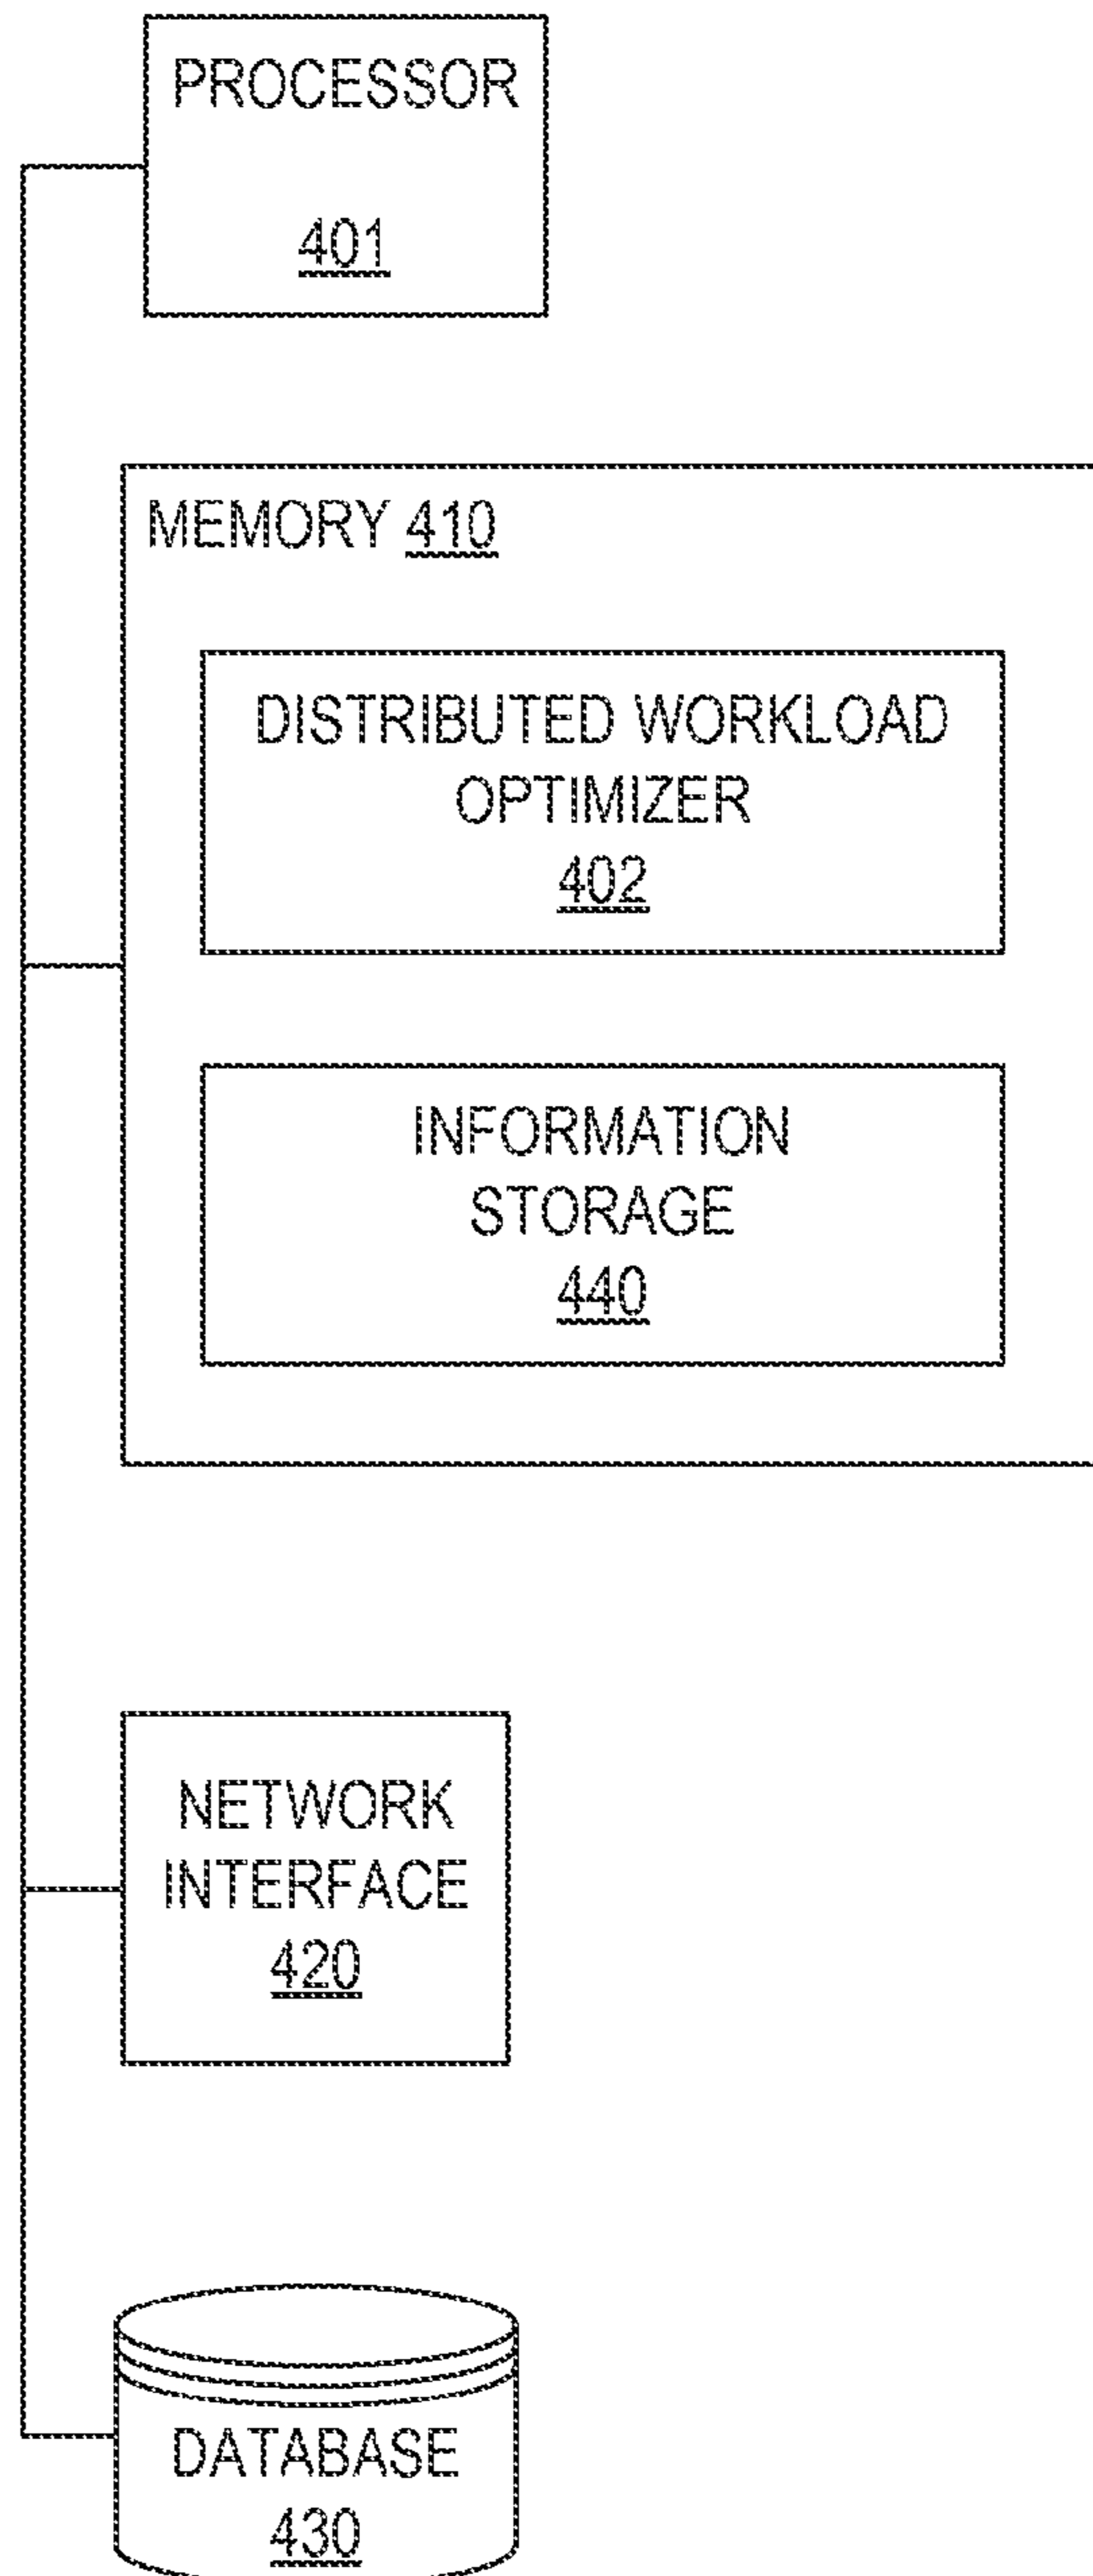 PROCESSOR
401
MEMORY 410
DISTRIBUTED WORKLOAD
OPTIMIZER
402
INFORMATION
STORAGE
440
NETWORK
INTERFACE
420
DATABASE
430